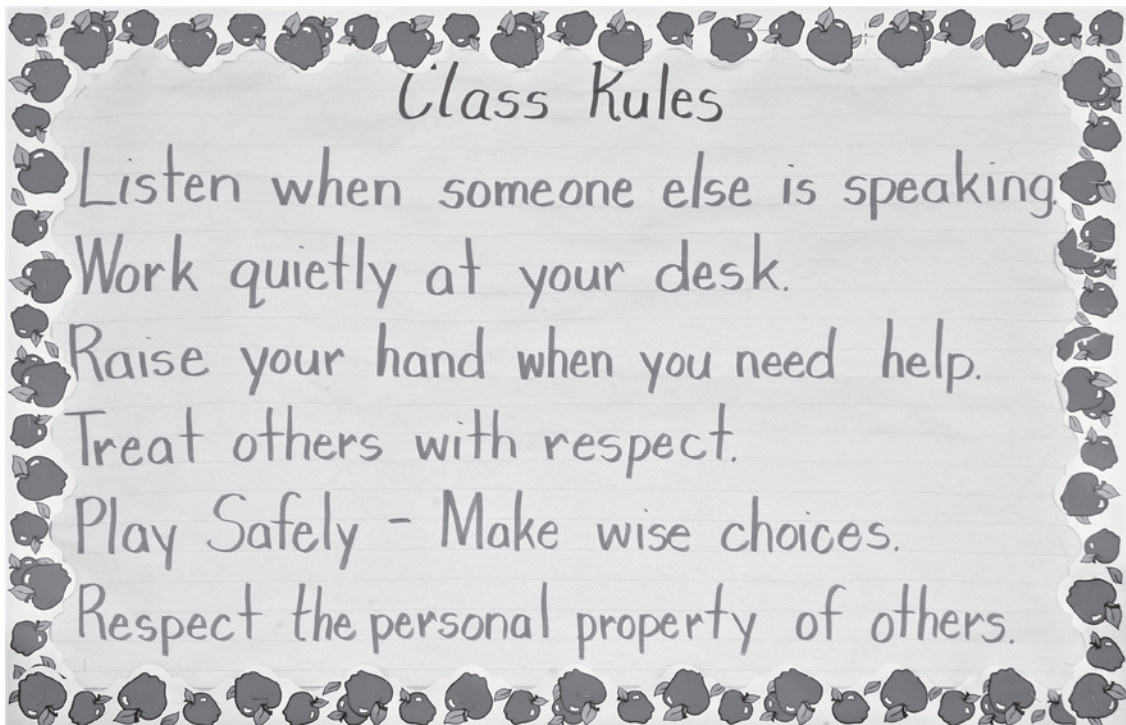 Class Rules
Listen when someone else is speaking.
Work quietly at your desk.
Raise your hand when you need help.
Treat others with respect.
Play Safely - Make wise choices.
Respect the personal property of others.